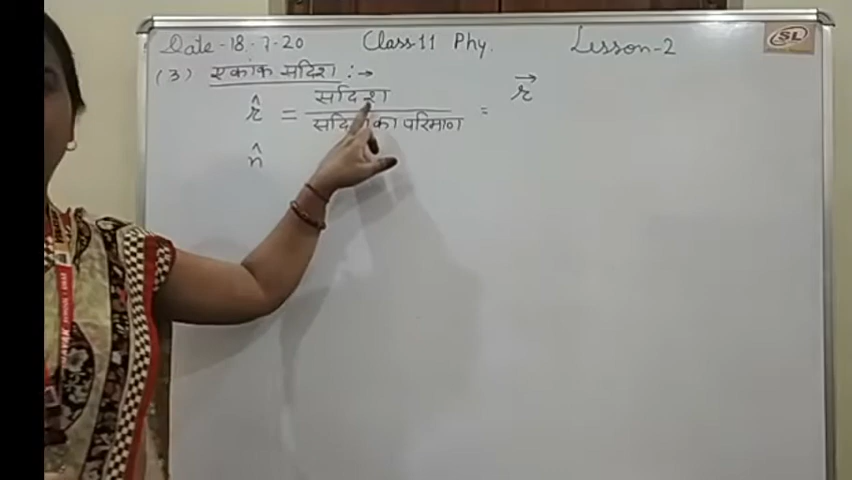 Date - 18.7.20 Class-11 Phy. Lesson-2 SL
(3) एकांक सदिश :→
r̂ = सदिश / सदिश का परिमाण = r⃗
n̂